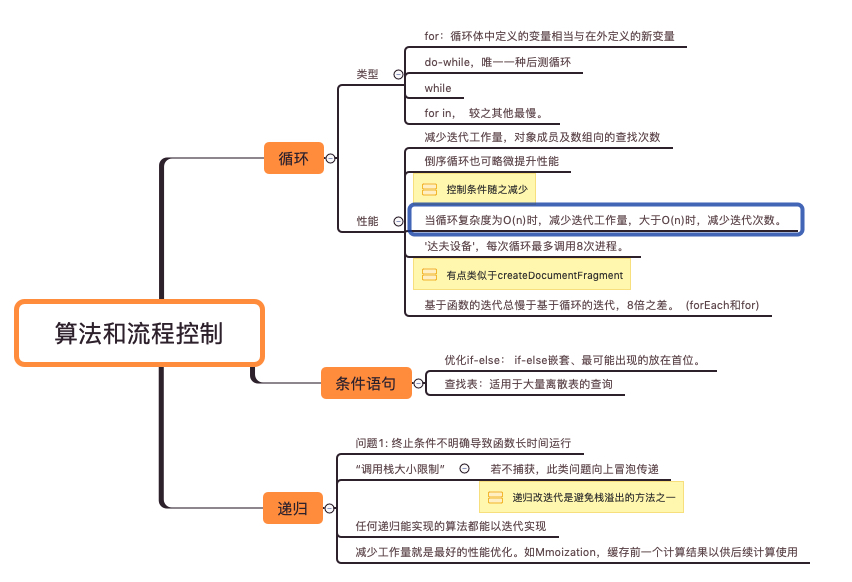 算法和流程控制
循环
类型
for：循环体中定义的变量相当与在外定义的新变量
do-while，唯一一种后测循环
while
for in， 较之其他最慢。
性能
减少迭代工作量，对象成员及数组向的查找次数
倒序循环也可略微提升性能
控制条件随之减少
当循环复杂度为O(n)时，减少迭代工作量，大于O(n)时，减少迭代次数。
'达夫设备'，每次循环最多调用8次进程。
有点类似于createDocumentFragment
基于函数的迭代总慢于基于循环的迭代，8倍之差。 (forEach和for)
条件语句
优化if-else： if-else嵌套、最可能出现的放在首位。
查找表：适用于大量离散表的查询
递归
问题1: 终止条件不明确导致函数长时间运行
“调用栈大小限制”
若不捕获，此类问题向上冒泡传递
递归改迭代是避免栈溢出的方法之一
任何递归能实现的算法都能以迭代实现
减少工作量就是最好的性能优化。如Mmoization，缓存前一个计算结果以供后续计算使用